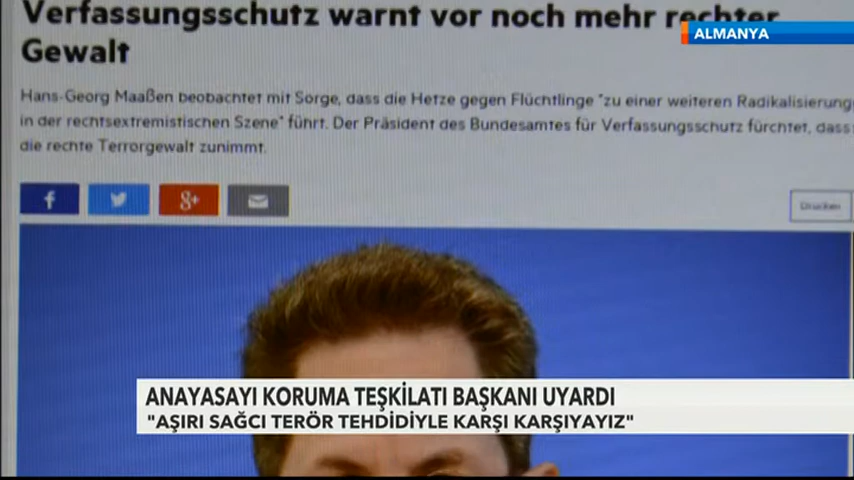 Verfassungsschutz warnt vor noch mehr rechter
ALMANYA
Gewalt
Hans-Georg Maaßen beobachtet mit Sorge, dass die Hetze gegen Flüchtlinge "zu einer weiteren Radikalisierung
in der rechtsextremistischen Szene" führt. Der Präsident des Bundesamtes für Verfassungsschutz fürchtet, dass
die rechte Terrorgewalt zunimmt.
f
g+
Drucken
ANAYASAYI KORUMA TEŞKİLATI BAŞKANI UYARDI
"AŞIRI SAĞCI TERÖR TEHDİDİYLE KARŞI KARŞIYAYIZ"